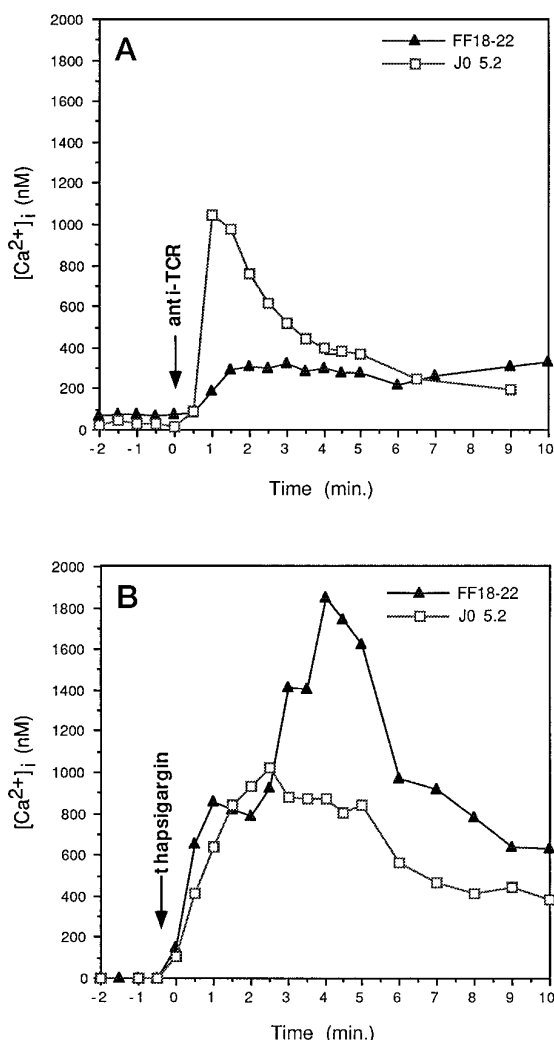 A
FF18-22
J0 5.2
2000
1800
1600
1400
1200
1000
800
600
400
200
0
[Ca2+]i (nM)
anti-TCR
-2 -1 0 1 2 3 4 5 6 7 8 9 10
Time (min.)
B
FF18-22
J0 5.2
2000
1800
1600
1400
1200
1000
800
600
400
200
0
[Ca2+]i (nM)
thapsigargin
-2 -1 0 1 2 3 4 5 6 7 8 9 10
Time (min.)